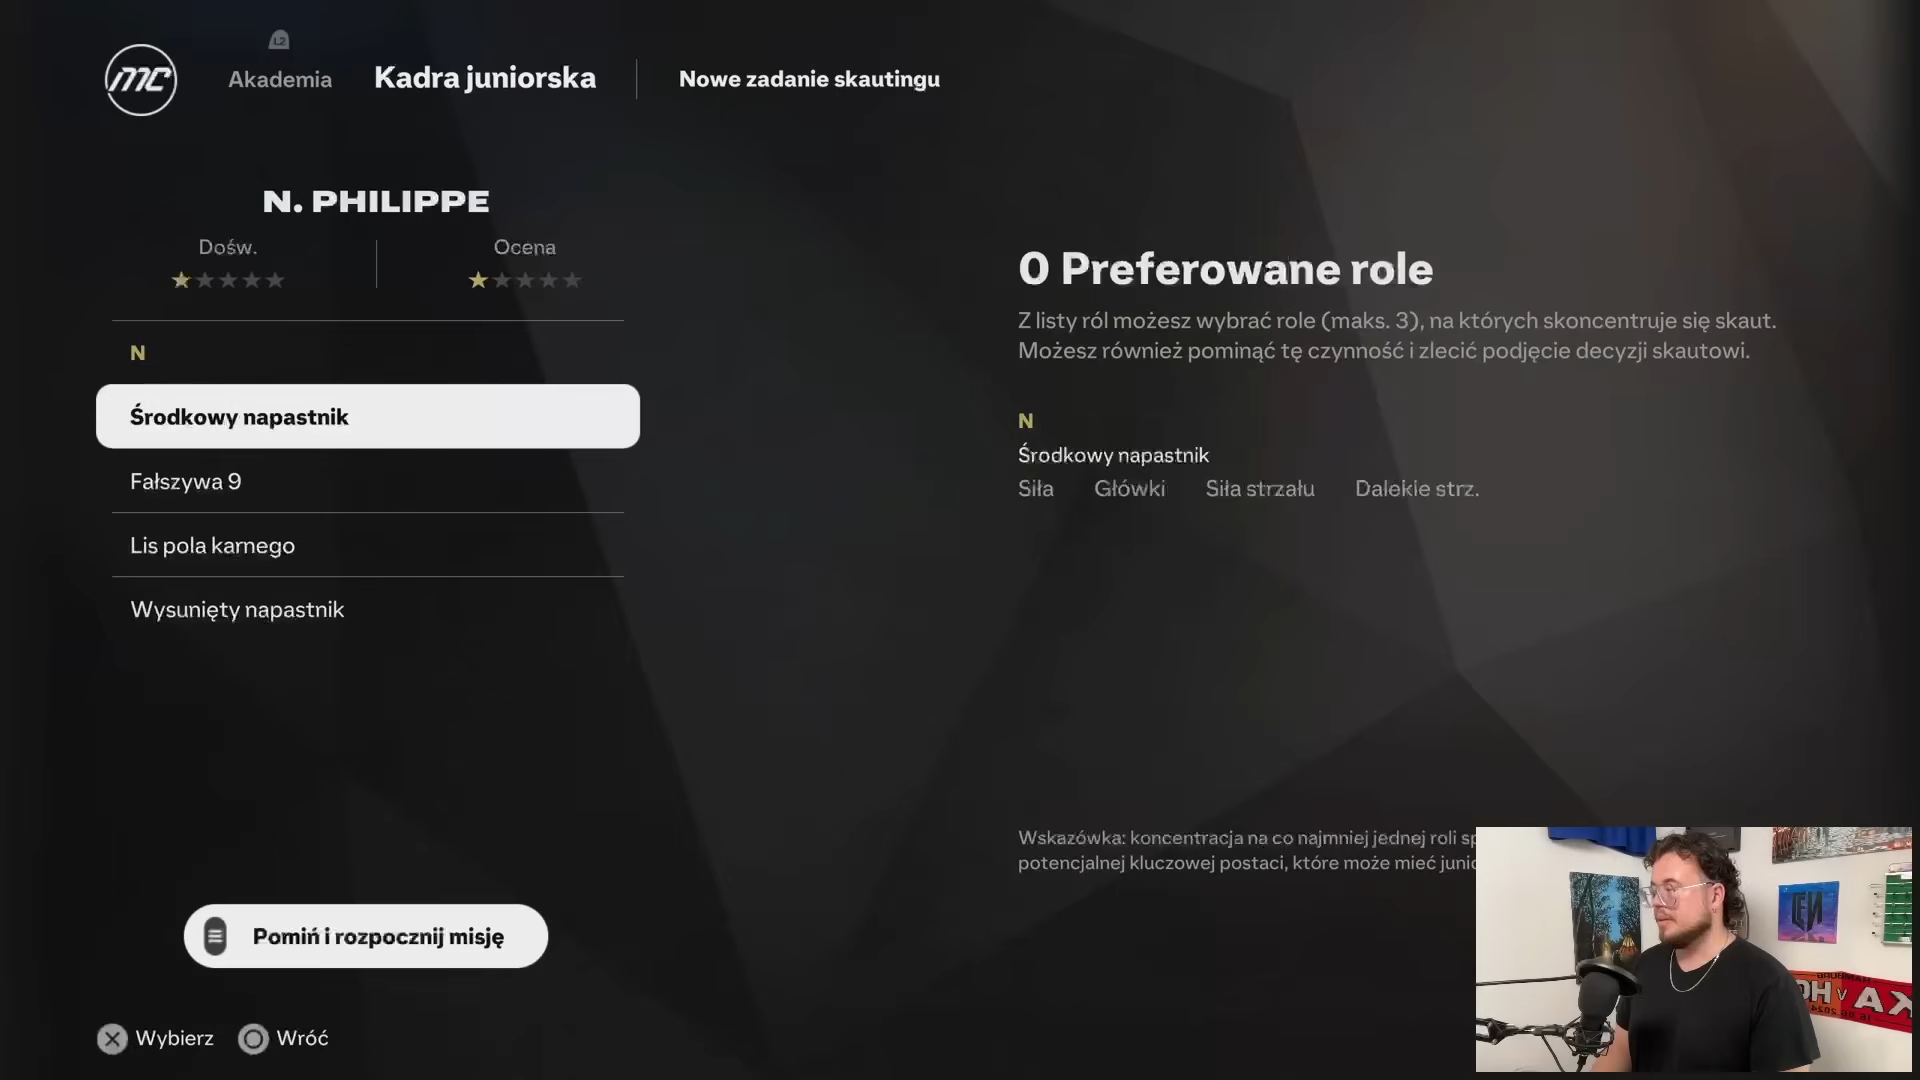 L2
MC
Akademia
Kadra juniorska
Nowe zadanie skautingu
N. PHILIPPE
Dośw.
Ocena
N
Środkowy napastnik
Fałszywa 9
Lis pola karnego
Wysunięty napastnik
Pomiń i rozpocznij misję
Wybierz
Wróć
0 Preferowane role
Z listy ról możesz wybrać role (maks. 3), na których skoncentruje się skaut.
Możesz również pominąć tę czynność i zlecić podjęcie decyzji skautowi.
N
Środkowy napastnik
Siła Główki Siła strzału Dalekie strz.
Wskazówka: koncentracja na co najmniej jednej roli sp
potencjalnej kluczowej postaci, które może mieć junic